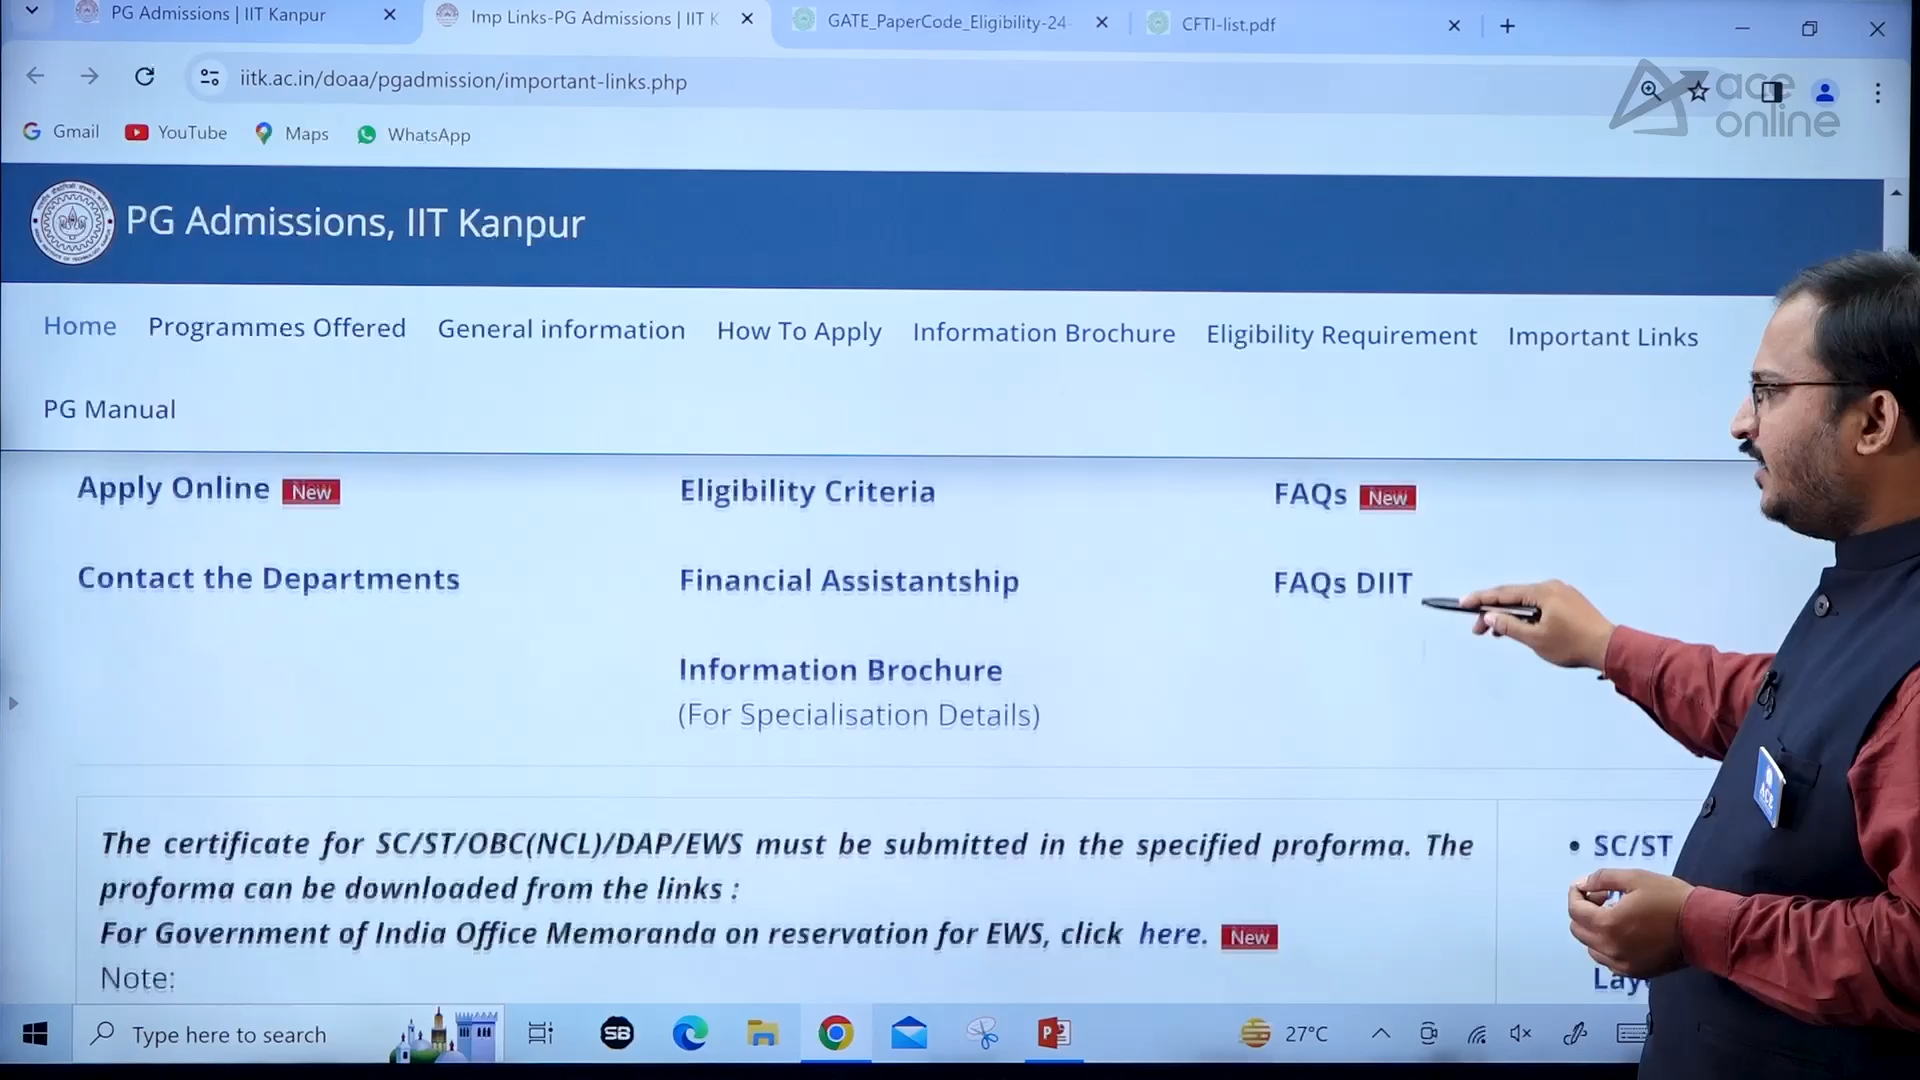 PG Admissions | IIT Kanpur
Imp Links-PG Admissions | IIT K
GATE_PaperCode_Eligibility-24-
CFTI-list.pdf
iitk.ac.in/doaa/pgadmission/important-links.php
ace
online
Gmail
YouTube
Maps
WhatsApp
PG Admissions, IIT Kanpur
Home
Programmes Offered
General information
How To Apply
Information Brochure
Eligibility Requirement
Important Links
PG Manual
Apply Online New
Eligibility Criteria
FAQs New
Contact the Departments
Financial Assistantship
FAQs DIIT
Information Brochure
(For Specialisation Details)
ACE
The certificate for SC/ST/OBC(NCL)/DAP/EWS must be submitted in the specified proforma. The
proforma can be downloaded from the links :
For Government of India Office Memoranda on reservation for EWS, click here. New
Note:
• SC/ST
Type here to search
SB
27°C